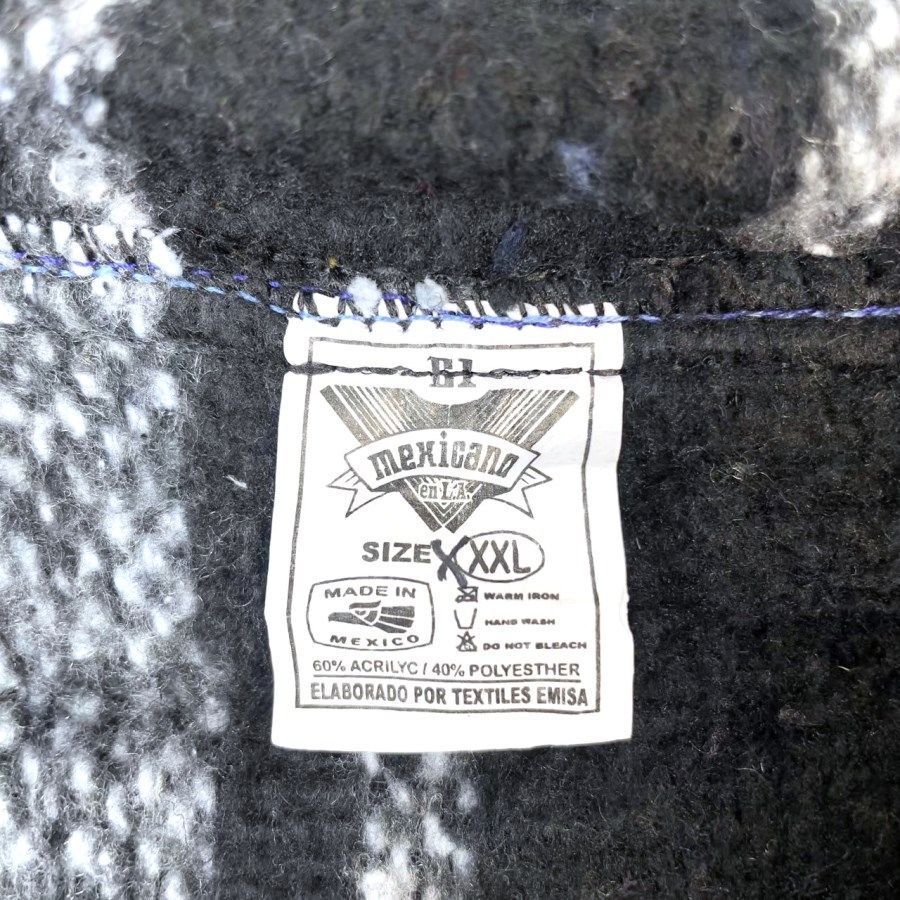 B1
mexicano
en L.A.
SIZE XXXL
MADE IN
MEXICO
WARM IRON
HAND WASH
DO NOT BLEACH
60% ACRILYC / 40% POLYESTHER
ELABORADO POR TEXTILES EMISA